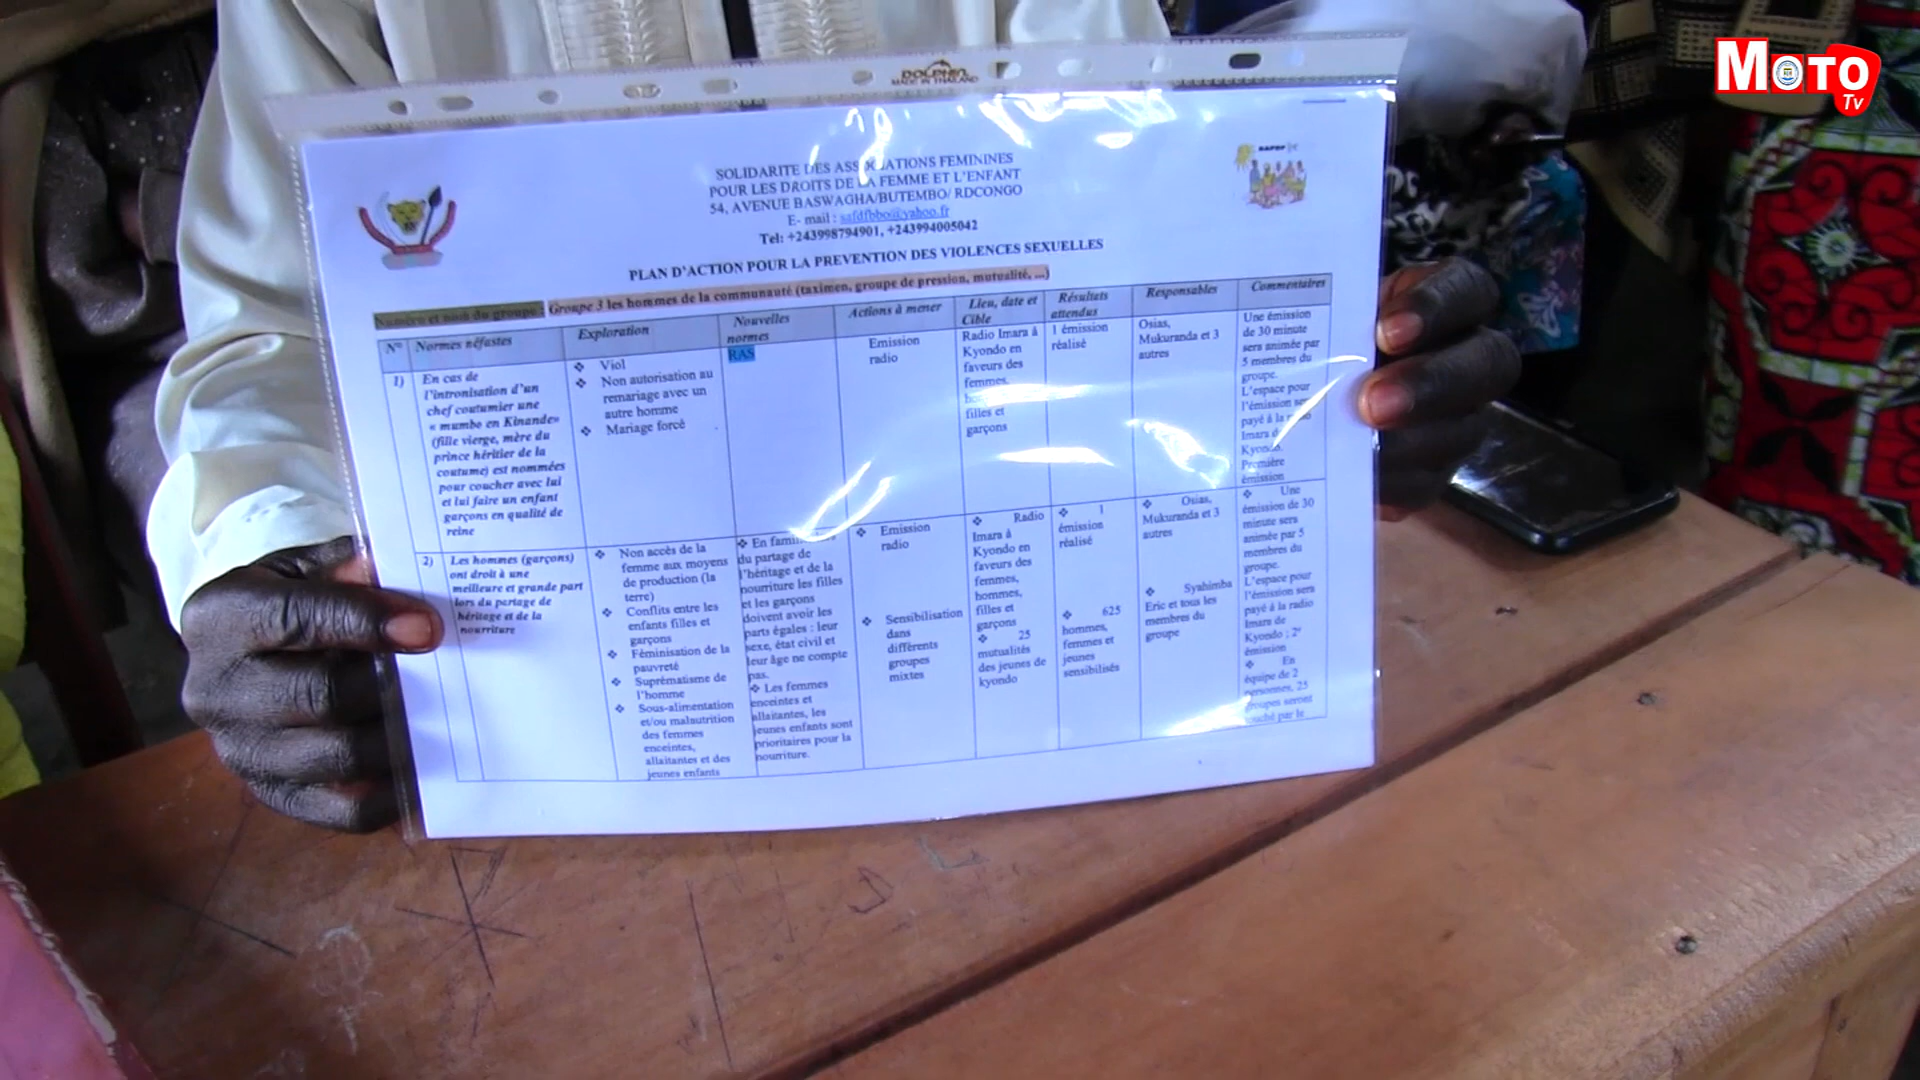 MOTO
Tv
DOLPHIN
MADE IN THAILAND
SOLIDARITE DES ASSOCIATIONS FEMININES
POUR LES DROITS DE LA FEMME ET L'ENFANT
54, AVENUE BASWAGHA/BUTEMBO/ RDCONGO
E- mail : safdfbbo@yahoo.fr
Tel: +243998794901, +243994005042
PLAN D'ACTION POUR LA PREVENTION DES VIOLENCES SEXUELLES
Numéro et nom du groupe : Groupe 3 les hommes de la communauté (taximen, groupe de pression, mutualité, ...)
N°
Normes néfastes
Exploration
Nouvelles
normes
Actions à mener
Lieu, date et
Cible
Résultats
attendus
Responsables
Commentaires
1)
En cas de
l'intronisation d'un
chef coutumier une
« mumbo en Kinande»
(fille vierge, mère du
prince héritier de la
coutume) est nommées
pour coucher avec lui
et lui faire un enfant
garçons en qualité de
reine
❖ Viol
❖ Non autorisation au
remariage avec un
autre homme
❖ Mariage forcé
RAS
Emission
radio
Radio Imara à
Kyondo en
faveurs des
femmes,
filles et
garçons
1 émission
réalisé
Osias,
Mukuranda et 3
autres
Une émission
de 30 minute
sera animée par
5 membres du
groupe.
L'espace pour
l'émission
payé à la
Imara
Première
émission
2)
Les hommes (garçons)
ont droit à une
meilleure et grande part
lors du partage de
héritage et de la
nourriture
❖ Non accès de la
femme aux moyens
de production (la
terre)
❖ Conflits entre les
enfants filles et
garçons
❖ Féminisation de la
pauvreté
❖ Suprématisme de
l'homme
❖ Sous-alimentation
et/ou malnutrition
des femmes
enceintes,
allaitantes et des
jeunes enfants
❖ En
du partage de
l'héritage et de la
nourriture les filles
et les garçons
doivent avoir les
parts égales : leur
sexe, état civil et
leur âge ne compte
pas.
❖ Les femmes
enceintes et
allaitantes, les
jeunes enfants sont
prioritaires pour la
nourriture.
❖ Emission
radio
❖ Sensibilisation
dans
différents
groupes
mixtes
❖ Radio
Imara à
Kyondo en
faveurs des
femmes,
hommes,
filles et
garçons
❖ 25
mutualités
des jeunes de
kyondo
❖ 1
émission
réalisé
❖ 625
hommes,
femmes et
jeunes
sensibilisés
❖ Osias,
Mukuranda et 3
autres
❖ Syahimba
Eric et tous les
membres du
groupe
❖ Une
émission de 30
minute sera
animée par 5
membres du
groupe.
L'espace pour
l'émission sera
payé à la radio
Imara de
Kyondo ; 2e
émission
❖ En
équipe de 2
personnes, 25
groupes seront
touché par le